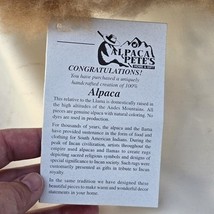 ALPACA
PETE'S
CONGRATULATIONS!
You have purchased a uniquely
handcrafted creation of 100%
Alpaca
This relative to the Llama is domestically raised in
the high altitudes of the Andes Mountains. All
pieces are genuine alpaca with natural coloring. No
dyes are used in production.
For thousands of years, the alpaca and the llama
have provided sustenance in the form of food and
clothing for South American Indians. During the
peak of Incan civilization, artists throughout the
empire used alpacas and llamas to create rugs
depicting sacred religious symbols and designs of
special significance to Incan society. Such rugs were
commonly presented as gifts in tribute to Incan
royalty.
In the same tradition we have designed these
beautiful pieces to make warm and wonderful decor
statements in your home.